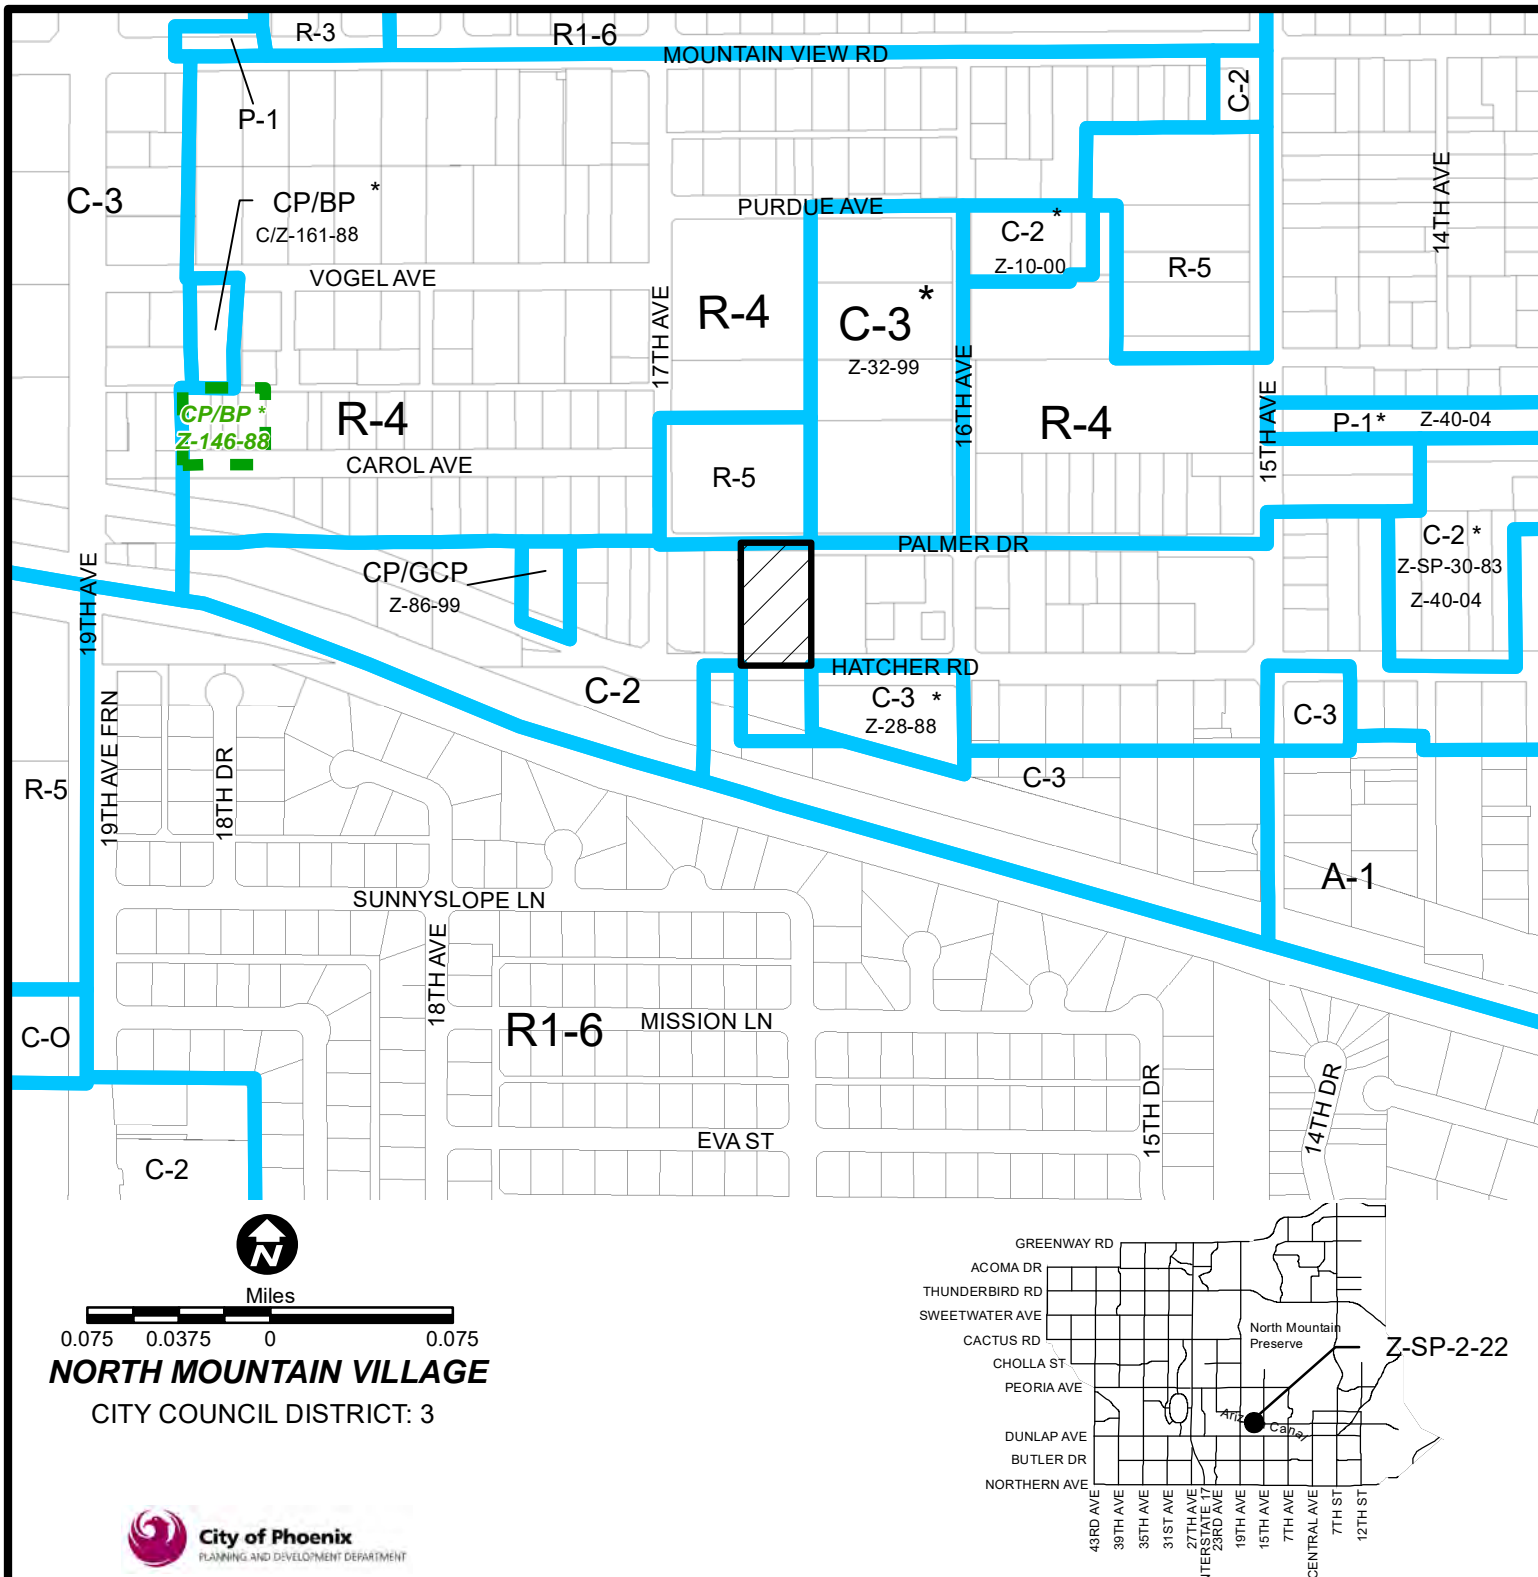 R-3
R1-6
MOUNTAIN VIEW RD
P-1
C-2
C-3
CP/BP *
C/Z-161-88
PURDUE AVE
14TH AVE
C-2 *
Z-10-00
R-5
VOGEL AVE
17TH AVE
R-4
C-3 *
Z-32-99
16TH AVE
CP/BP *
Z-146-88
R-4
R-4
15TH AVE
P-1*
Z-40-04
CAROL AVE
R-5
C-2 *
Z-SP-30-83
Z-40-04
PALMER DR
19TH AVE
CP/GCP
Z-86-99
HATCHER RD
C-2
C-3 *
Z-28-88
C-3
19TH AVE FRN
18TH DR
R-5
C-3
A-1
SUNNYSLOPE LN
18TH AVE
R1-6
MISSION LN
C-O
15TH DR
14TH DR
EVA ST
C-2
N
Miles
0.075 0.0375 0 0.075
NORTH MOUNTAIN VILLAGE
CITY COUNCIL DISTRICT: 3
City of Phoenix
PLANNING AND DEVELOPMENT DEPARTMENT
GREENWAY RD
ACOMA DR
THUNDERBIRD RD
SWEETWATER AVE
CACTUS RD
CHOLLA ST
PEORIA AVE
DUNLAP AVE
BUTLER DR
NORTHERN AVE
North Mountain
Preserve
Z-SP-2-22
Canal
43RD AVE
39TH AVE
35TH AVE
31ST AVE
27TH AVE
NTERSTATE 17
23RD AVE
19TH AVE
15TH AVE
7TH AVE
CENTRAL AVE
7TH ST
12TH ST